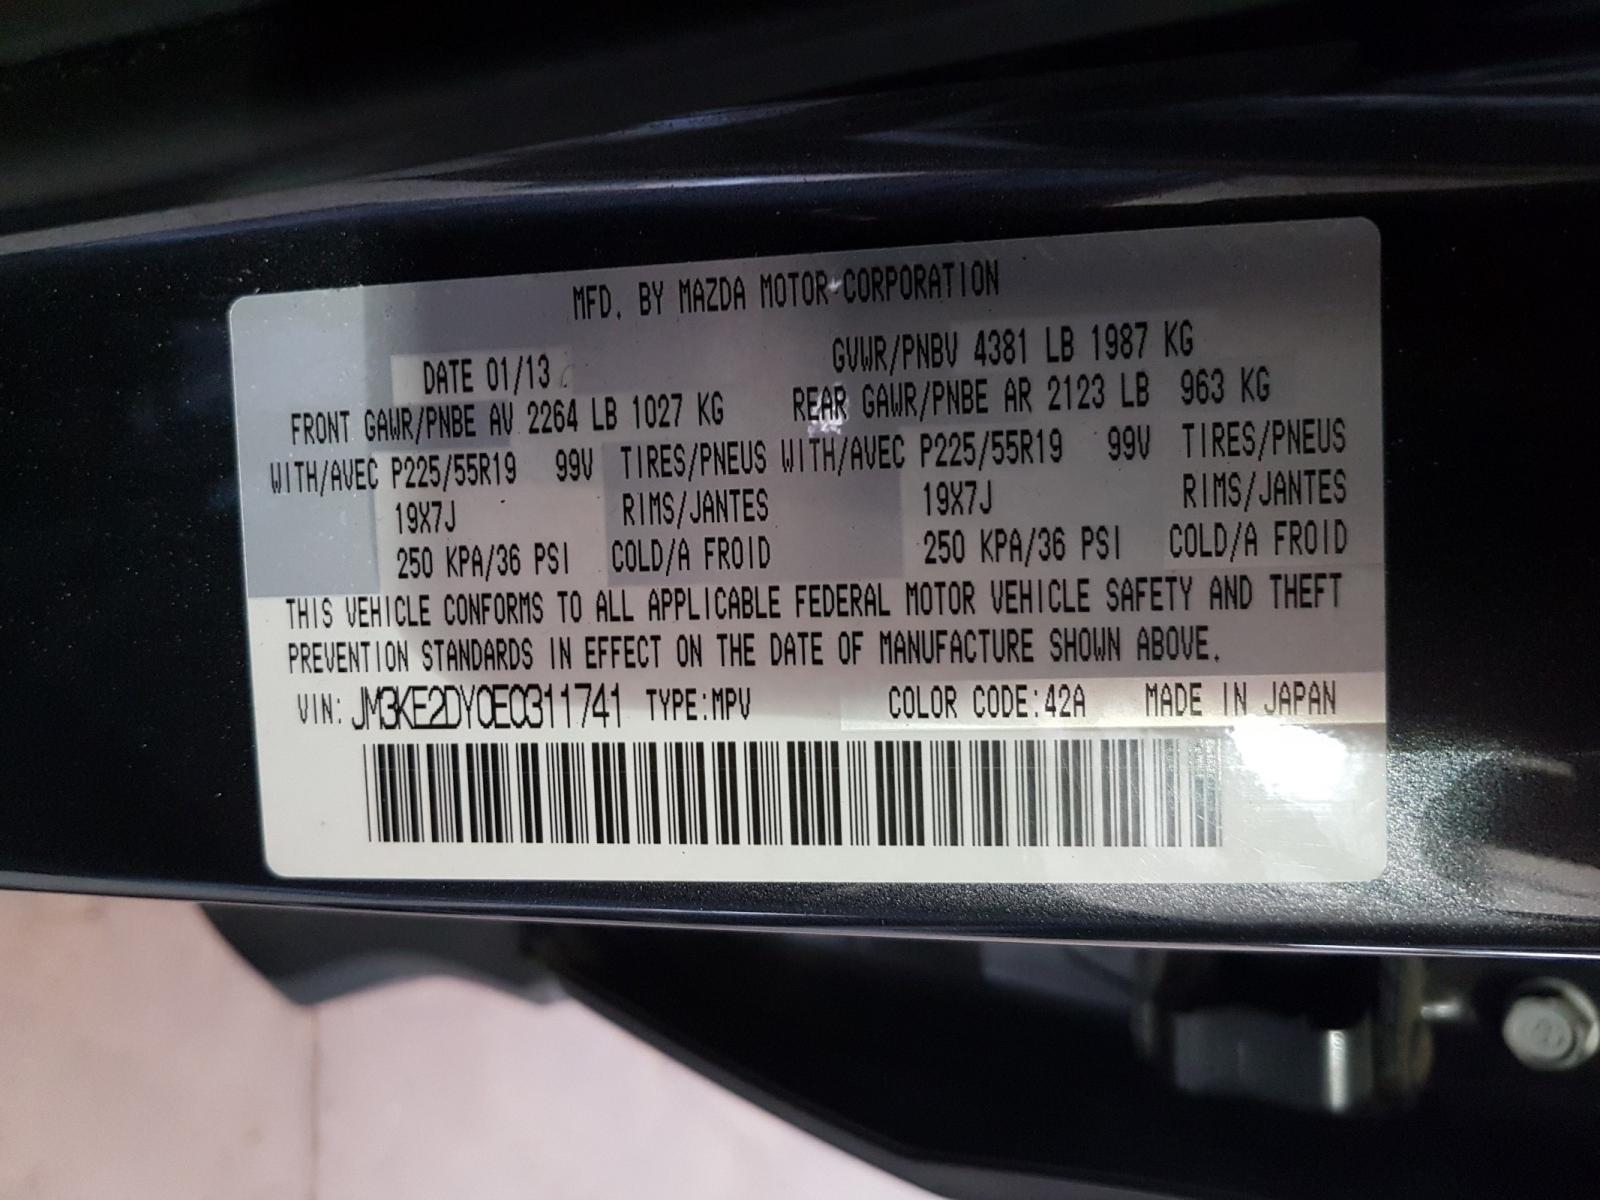 MFD. BY MAZDA MOTOR CORPORATION
DATE 01/13 GVWR/PNBV 4381 LB 1987 KG
FRONT GAWR/PNBE AV 2264 LB 1027 KG REAR GAWR/PNBE AR 2123 LB 963 KG
WITH/AVEC P225/55R19 99V TIRES/PNEUS WITH/AVEC P225/55R19 99V TIRES/PNEUS
19X7J RIMS/JANTES 19X7J RIMS/JANTES
250 KPA/36 PSI COLD/A FROID 250 KPA/36 PSI COLD/A FROID
THIS VEHICLE CONFORMS TO ALL APPLICABLE FEDERAL MOTOR VEHICLE SAFETY AND THEFT
PREVENTION STANDARDS IN EFFECT ON THE DATE OF MANUFACTURE SHOWN ABOVE.
VIN: JM3KE2DY0E0311741 TYPE:MPV COLOR CODE:42A MADE IN JAPAN